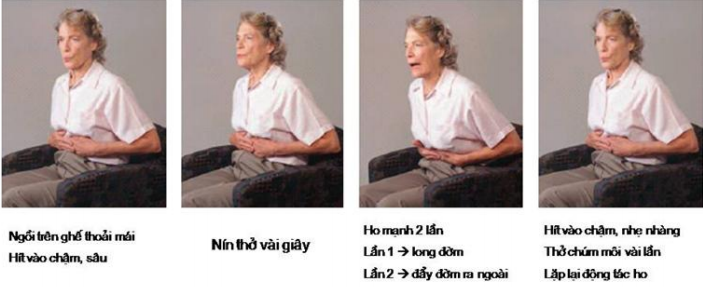 Ngồi trên ghế thoải mái
Hít vào chậm, sâu
Nín thở vài giây
Ho mạnh 2 lần
Lần 1 → long đờm
Lần 2 → đẩy đờm ra ngoài
Hít vào chậm, nhẹ nhàng
Thở chúm môi vài lần
Lặp lại động tác ho